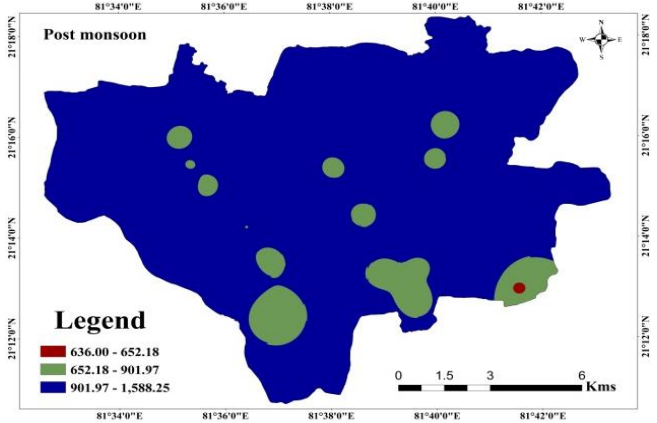 81°34'0"E 81°36'0"E 81°38'0"E 81°40'0"E 81°42'0"E
Post monsoon
N
W E
S
21°18'0"N 21°18'0"N
21°16'0"N 21°16'0"N
21°14'0"N 21°14'0"N
21°12'0"N 21°12'0"N
Legend
636.00 - 652.18
652.18 - 901.97
901.97 - 1,588.25
0 1.5 3 6
Kms
81°34'0"E 81°36'0"E 81°38'0"E 81°40'0"E 81°42'0"E